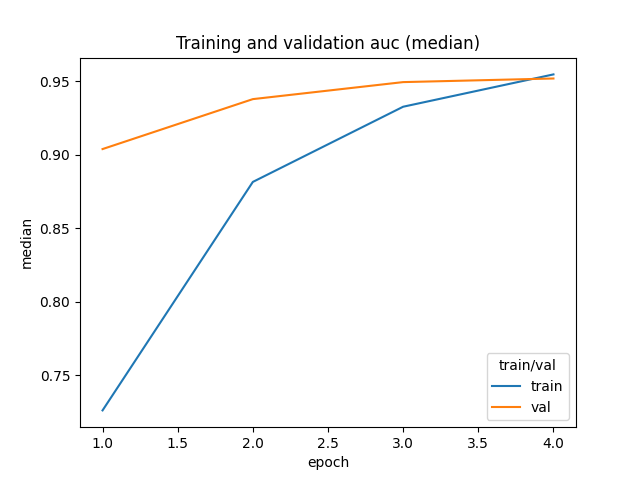 Training and validation auc (median)
median
0.95
0.90
0.85
0.80
0.75
1.0
1.5
2.0
2.5
3.0
3.5
4.0
epoch
train/val
train
val